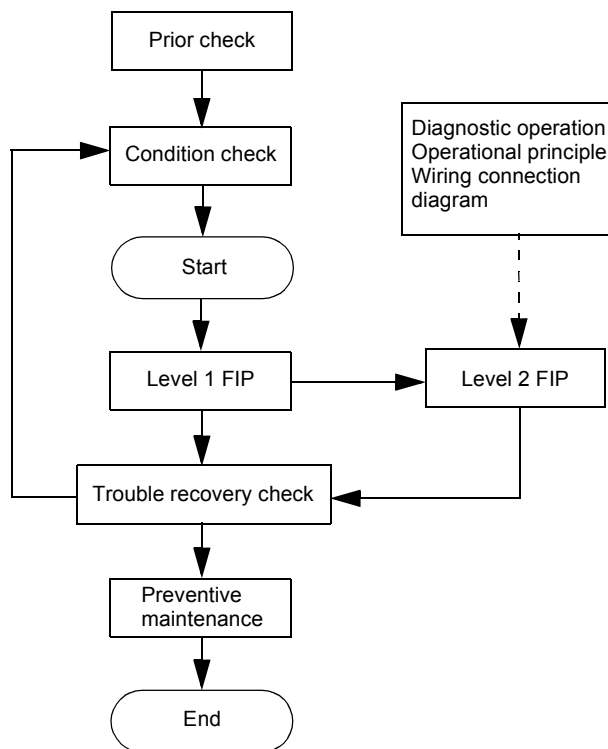 Prior check
Condition check
Diagnostic operation
Operational principle
Wiring connection
diagram
Start
Level 1 FIP
Level 2 FIP
Trouble recovery check
Preventive
maintenance
End